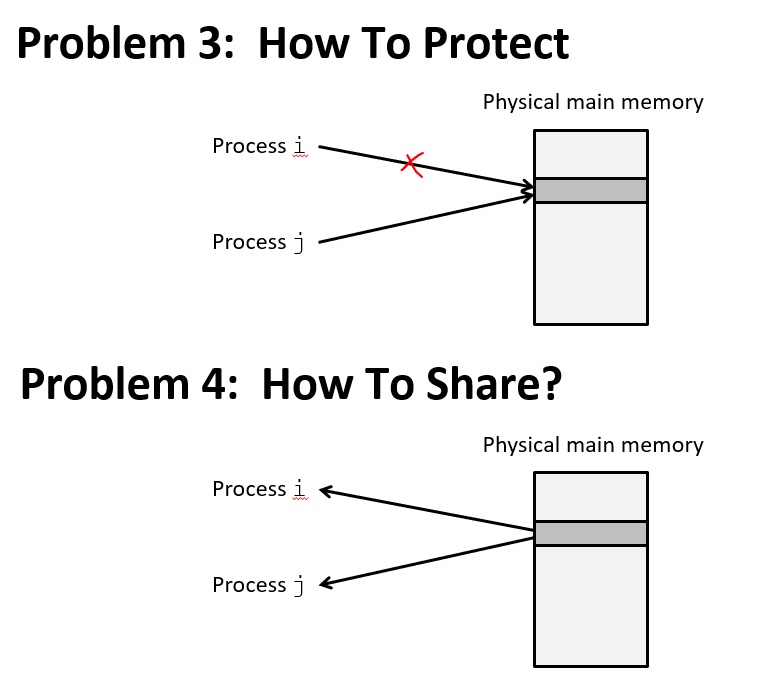 Problem 3:  How To Protect
Physical main memory
Process i
Process j
Problem 4:  How To Share?
Physical main memory
Process i
Process j